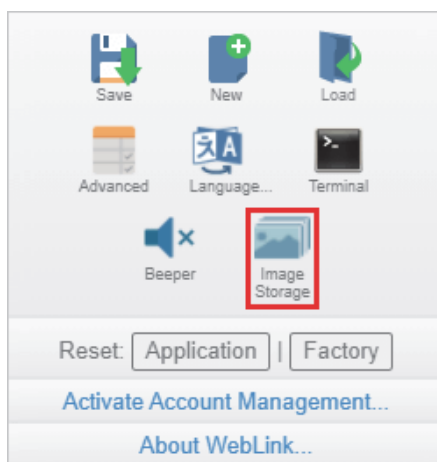 Save New Load
Advanced Language... Terminal
Beeper Image
Storage
Reset: Application | Factory
Activate Account Management...
About WebLink...